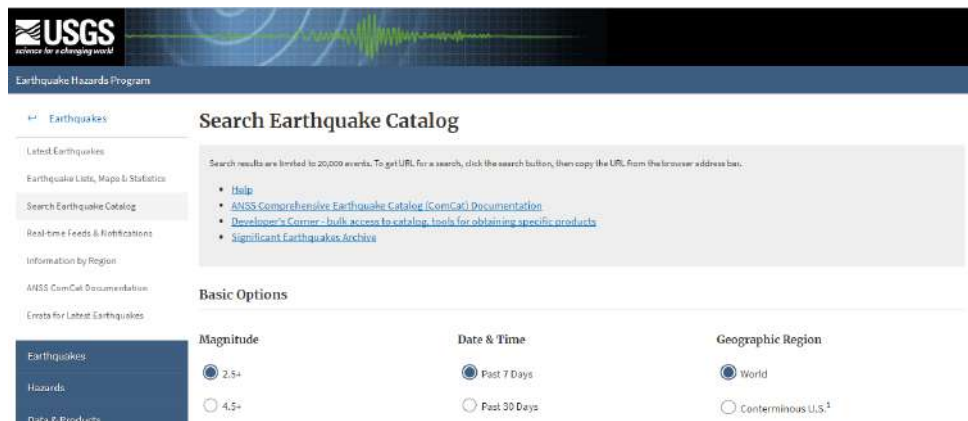 USGS
science for a changing world
Earthquake Hazards Program
Earthquakes
Latest Earthquakes
Earthquake Lists, Maps & Statistics
Search Earthquake Catalog
Real-time Feeds & Notifications
Information by Region
ANSS ComCat Documentation
Errata for Latest Earthquakes
Earthquakes
Hazards
Data & Products
Search Earthquake Catalog
Search results are limited to 20,000 events. To get URL for a search, click the search button, then copy the URL from the browser address bar.
Help
ANSS Comprehensive Earthquake Catalog (ComCat) Documentation
Developer's Corner - bulk access to catalog, tools for obtaining specific products
Significant Earthquakes Archive
Basic Options
Magnitude
2.5+
4.5+
Date & Time
Past 7 Days
Past 30 Days
Geographic Region
World
Conterminous U.S.¹